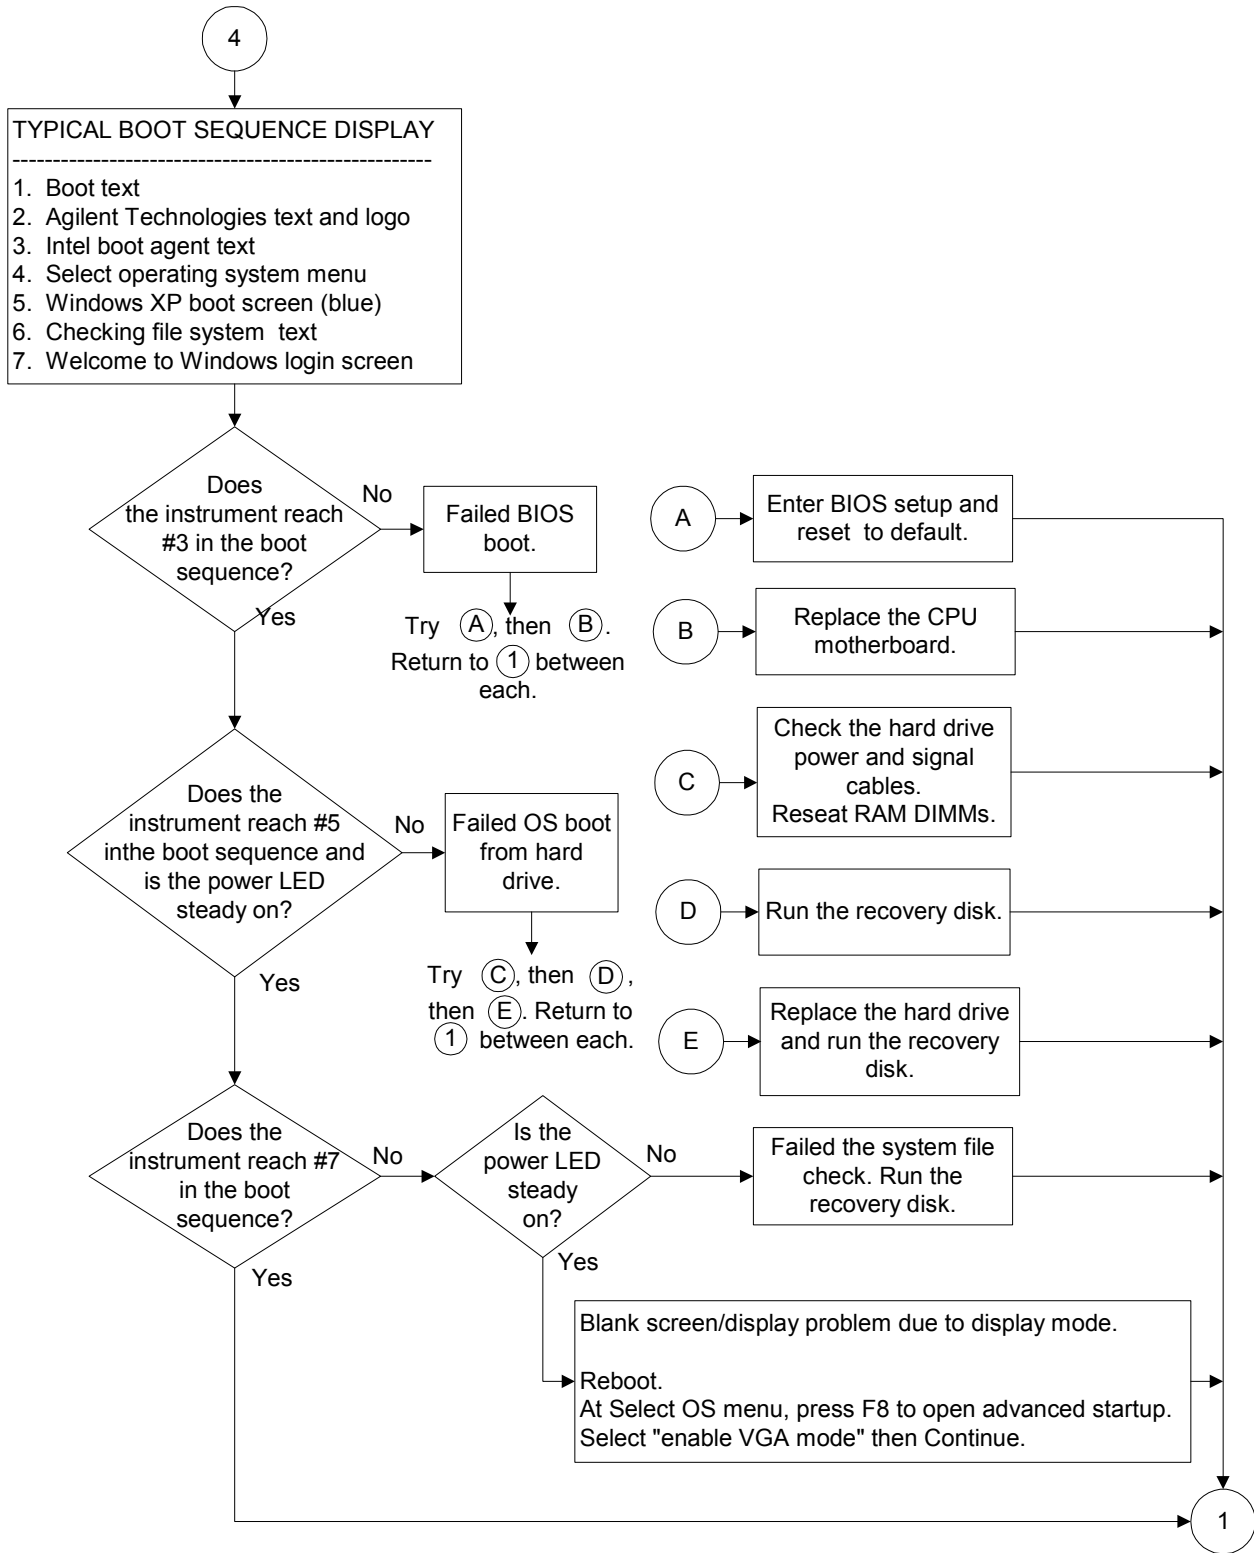 4
TYPICAL BOOT SEQUENCE DISPLAY
----------------------------------------------------
1. Boot text
2. Agilent Technologies text and logo
3. Intel boot agent text
4. Select operating system menu
5. Windows XP boot screen (blue)
6. Checking file system text
7. Welcome to Windows login screen
Does
the instrument reach
#3 in the boot
sequence?
No
Yes
Failed BIOS
boot.
Try A, then B.
Return to 1 between
each.
A
Enter BIOS setup and
reset to default.
B
Replace the CPU
motherboard.
C
Check the hard drive
power and signal
cables.
Reseat RAM DIMMs.
Does the
instrument reach #5
inthe boot sequence and
is the power LED
steady on?
No
Yes
Failed OS boot
from hard
drive.
Try C, then D,
then E. Return to
1 between each.
D
Run the recovery disk.
E
Replace the hard drive
and run the recovery
disk.
Does the
instrument reach #7
in the boot
sequence?
No
Yes
Is the
power LED
steady
on?
No
Yes
Failed the system file
check. Run the
recovery disk.
Blank screen/display problem due to display mode.
Reboot.
At Select OS menu, press F8 to open advanced startup.
Select "enable VGA mode" then Continue.
1